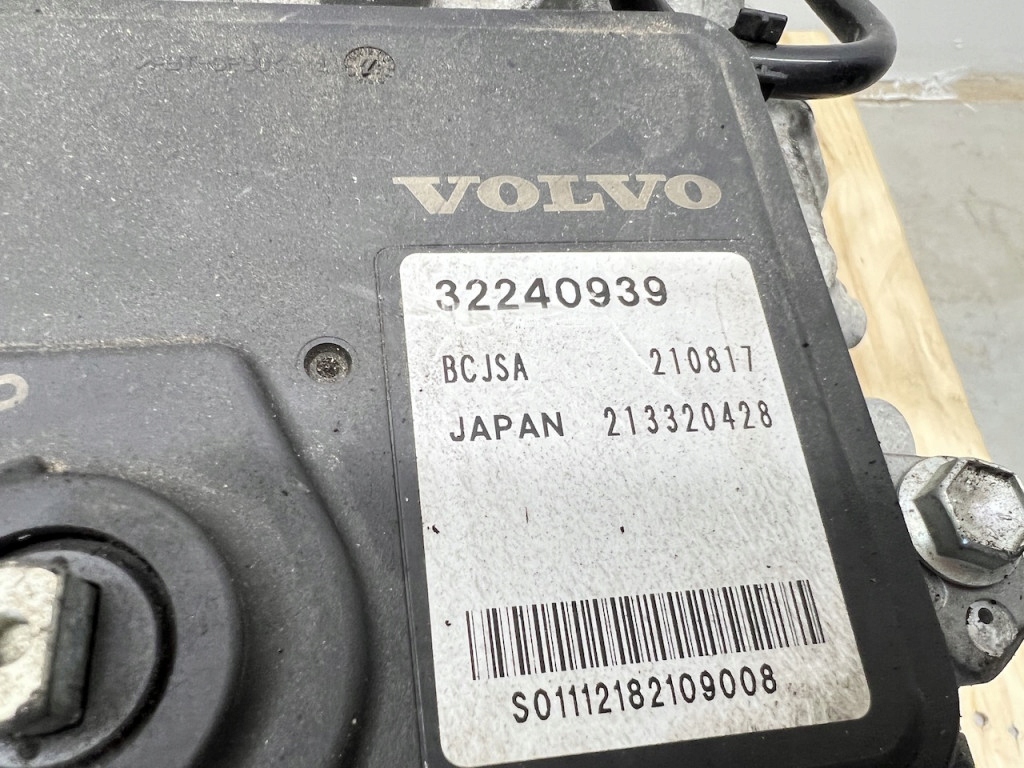 VOLVO
32240939
BCJSA 210817
JAPAN 213320428
S01112182109008